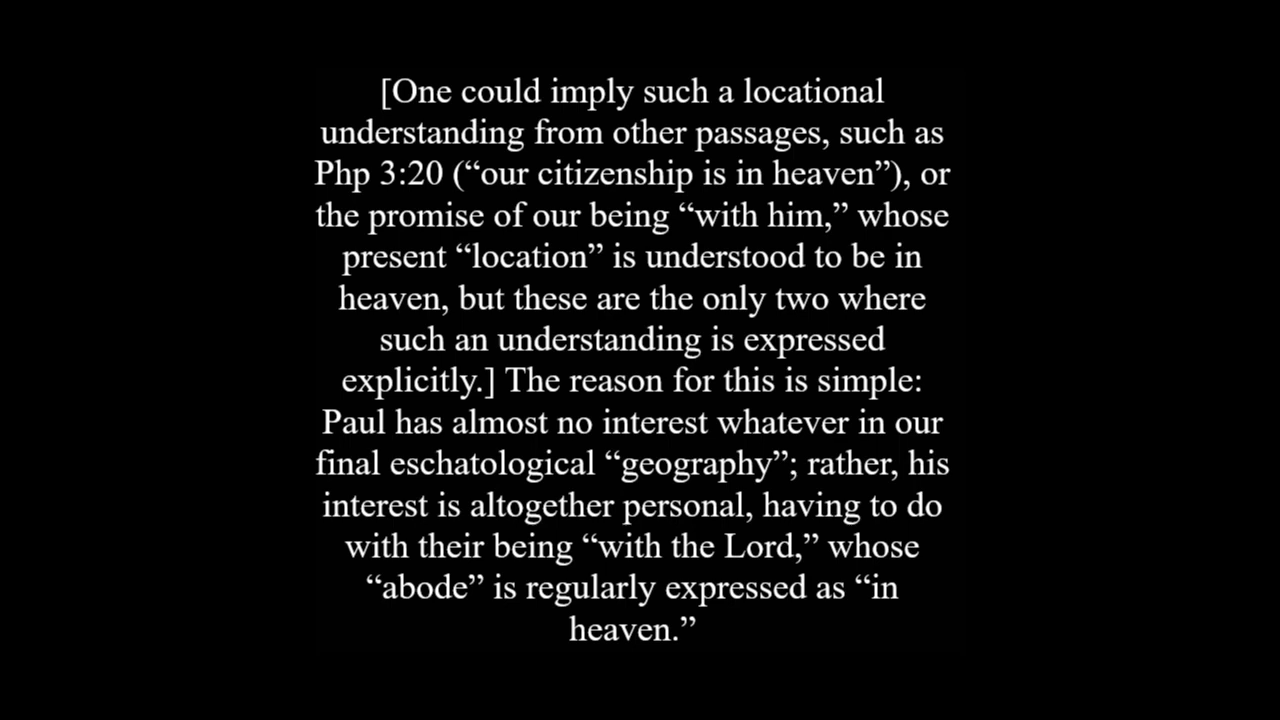 [One could imply such a locational
understanding from other passages, such as
Php 3:20 (“our citizenship is in heaven”), or
the promise of our being “with him,” whose
present “location” is understood to be in
heaven, but these are the only two where
such an understanding is expressed
explicitly.] The reason for this is simple:
Paul has almost no interest whatever in our
final eschatological “geography”; rather, his
interest is altogether personal, having to do
with their being “with the Lord,” whose
“abode” is regularly expressed as “in
heaven.”